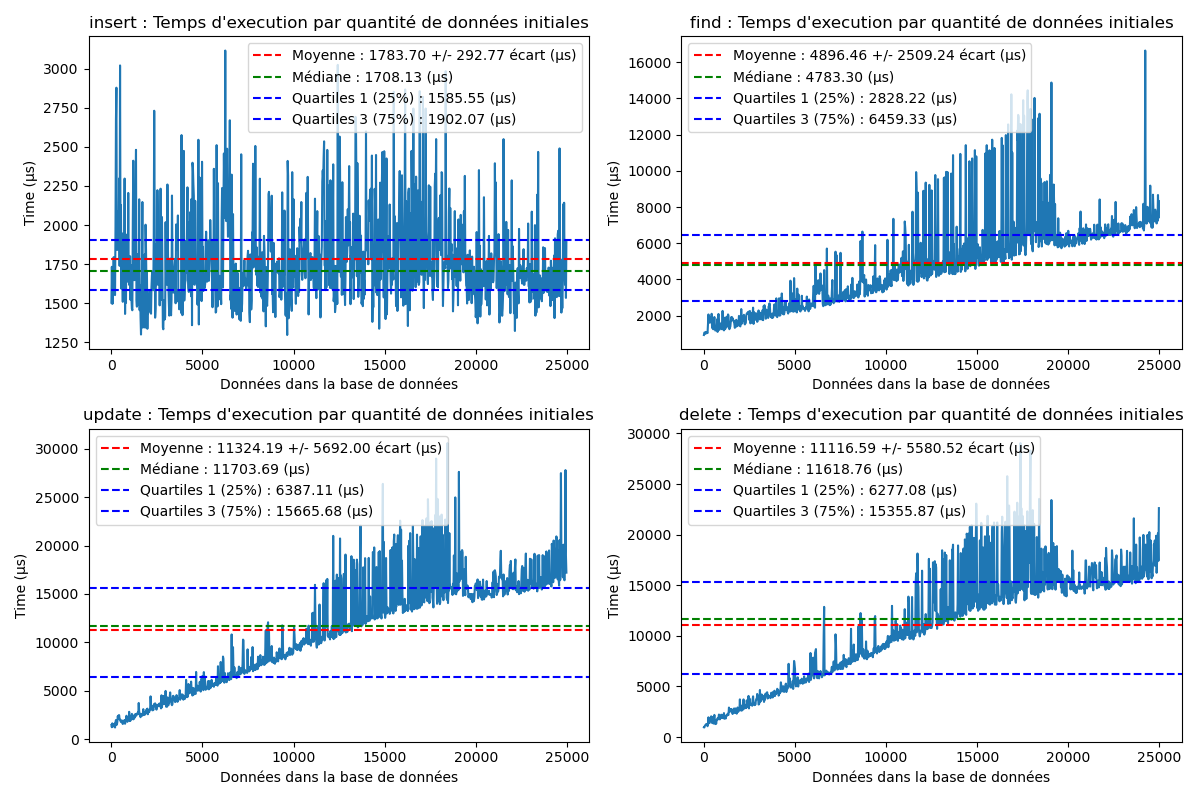 insert : Temps d'execution par quantité de données initiales
Moyenne : 1783.70 +/- 292.77 écart (µs)
Médiane : 1708.13 (µs)
Quartiles 1 (25%) : 1585.55 (µs)
Quartiles 3 (75%) : 1902.07 (µs)
Time (µs)
3000
2750
2500
2250
2000
1750
1500
1250
0 5000 10000 15000 20000 25000
Données dans la base de données
find : Temps d'execution par quantité de données initiales
Moyenne : 4896.46 +/- 2509.24 écart (µs)
Médiane : 4783.30 (µs)
Quartiles 1 (25%) : 2828.22 (µs)
Quartiles 3 (75%) : 6459.33 (µs)
Time (µs)
16000
14000
12000
10000
8000
6000
4000
2000
0 5000 10000 15000 20000 25000
Données dans la base de données
update : Temps d'execution par quantité de données initiales
Moyenne : 11324.19 +/- 5692.00 écart (µs)
Médiane : 11703.69 (µs)
Quartiles 1 (25%) : 6387.11 (µs)
Quartiles 3 (75%) : 15665.68 (µs)
Time (µs)
30000
25000
20000
15000
10000
5000
0
0 5000 10000 15000 20000 25000
Données dans la base de données
delete : Temps d'execution par quantité de données initiales
Moyenne : 11116.59 +/- 5580.52 écart (µs)
Médiane : 11618.76 (µs)
Quartiles 1 (25%) : 6277.08 (µs)
Quartiles 3 (75%) : 15355.87 (µs)
Time (µs)
30000
25000
20000
15000
10000
5000
0
0 5000 10000 15000 20000 25000
Données dans la base de données